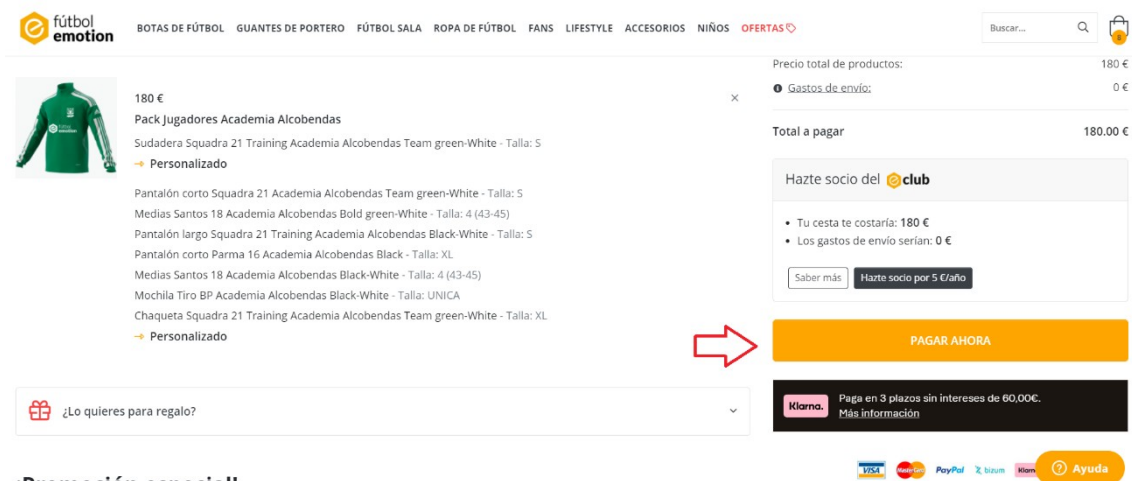 fútbol
emotion
BOTAS DE FÚTBOL GUANTES DE PORTERO FÚTBOL SALA ROPA DE FÚTBOL FANS LIFESTYLE ACCESORIOS NIÑOS OFERTAS
Buscar...
8
180 €
Pack Jugadores Academia Alcobendas
Sudadera Squadra 21 Training Academia Alcobendas Team green-White - Talla: S
→ Personalizado
Pantalón corto Squadra 21 Academia Alcobendas Team green-White - Talla: S
Medias Santos 18 Academia Alcobendas Bold green-White - Talla: 4 (43-45)
Pantalón largo Squadra 21 Training Academia Alcobendas Black-White - Talla: S
Pantalón corto Parma 16 Academia Alcobendas Black - Talla: XL
Medias Santos 18 Academia Alcobendas Black-White - Talla: 4 (43-45)
Mochila Tiro BP Academia Alcobendas Black-White - Talla: UNICA
Chaqueta Squadra 21 Training Academia Alcobendas Team green-White - Talla: XL
→ Personalizado
¿Lo quieres para regalo?
Precio total de productos: 180 €
Gastos de envío: 0 €
Total a pagar 180.00 €
Hazte socio del club
• Tu cesta te costaría: 180 €
• Los gastos de envío serían: 0 €
Saber más Hazte socio por 5 €/año
PAGAR AHORA
Klarna.
Paga en 3 plazos sin intereses de 60,00€.
Más información
VISA MasterCard PayPal bizum Klarn
Ayuda
¡Promoción especial!